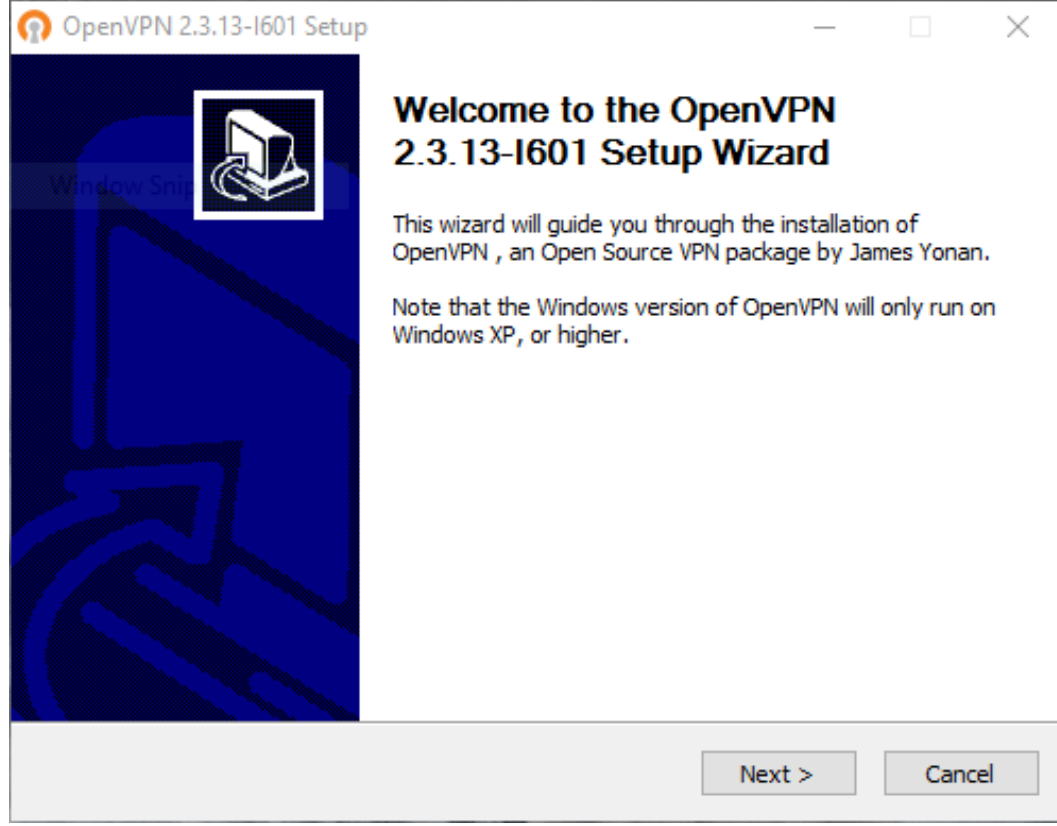 OpenVPN 2.3.13-I601 Setup
Welcome to the OpenVPN
2.3.13-I601 Setup Wizard
Window Snip
This wizard will guide you through the installation of
OpenVPN , an Open Source VPN package by James Yonan.
Note that the Windows version of OpenVPN will only run on
Windows XP, or higher.
Next >
Cancel